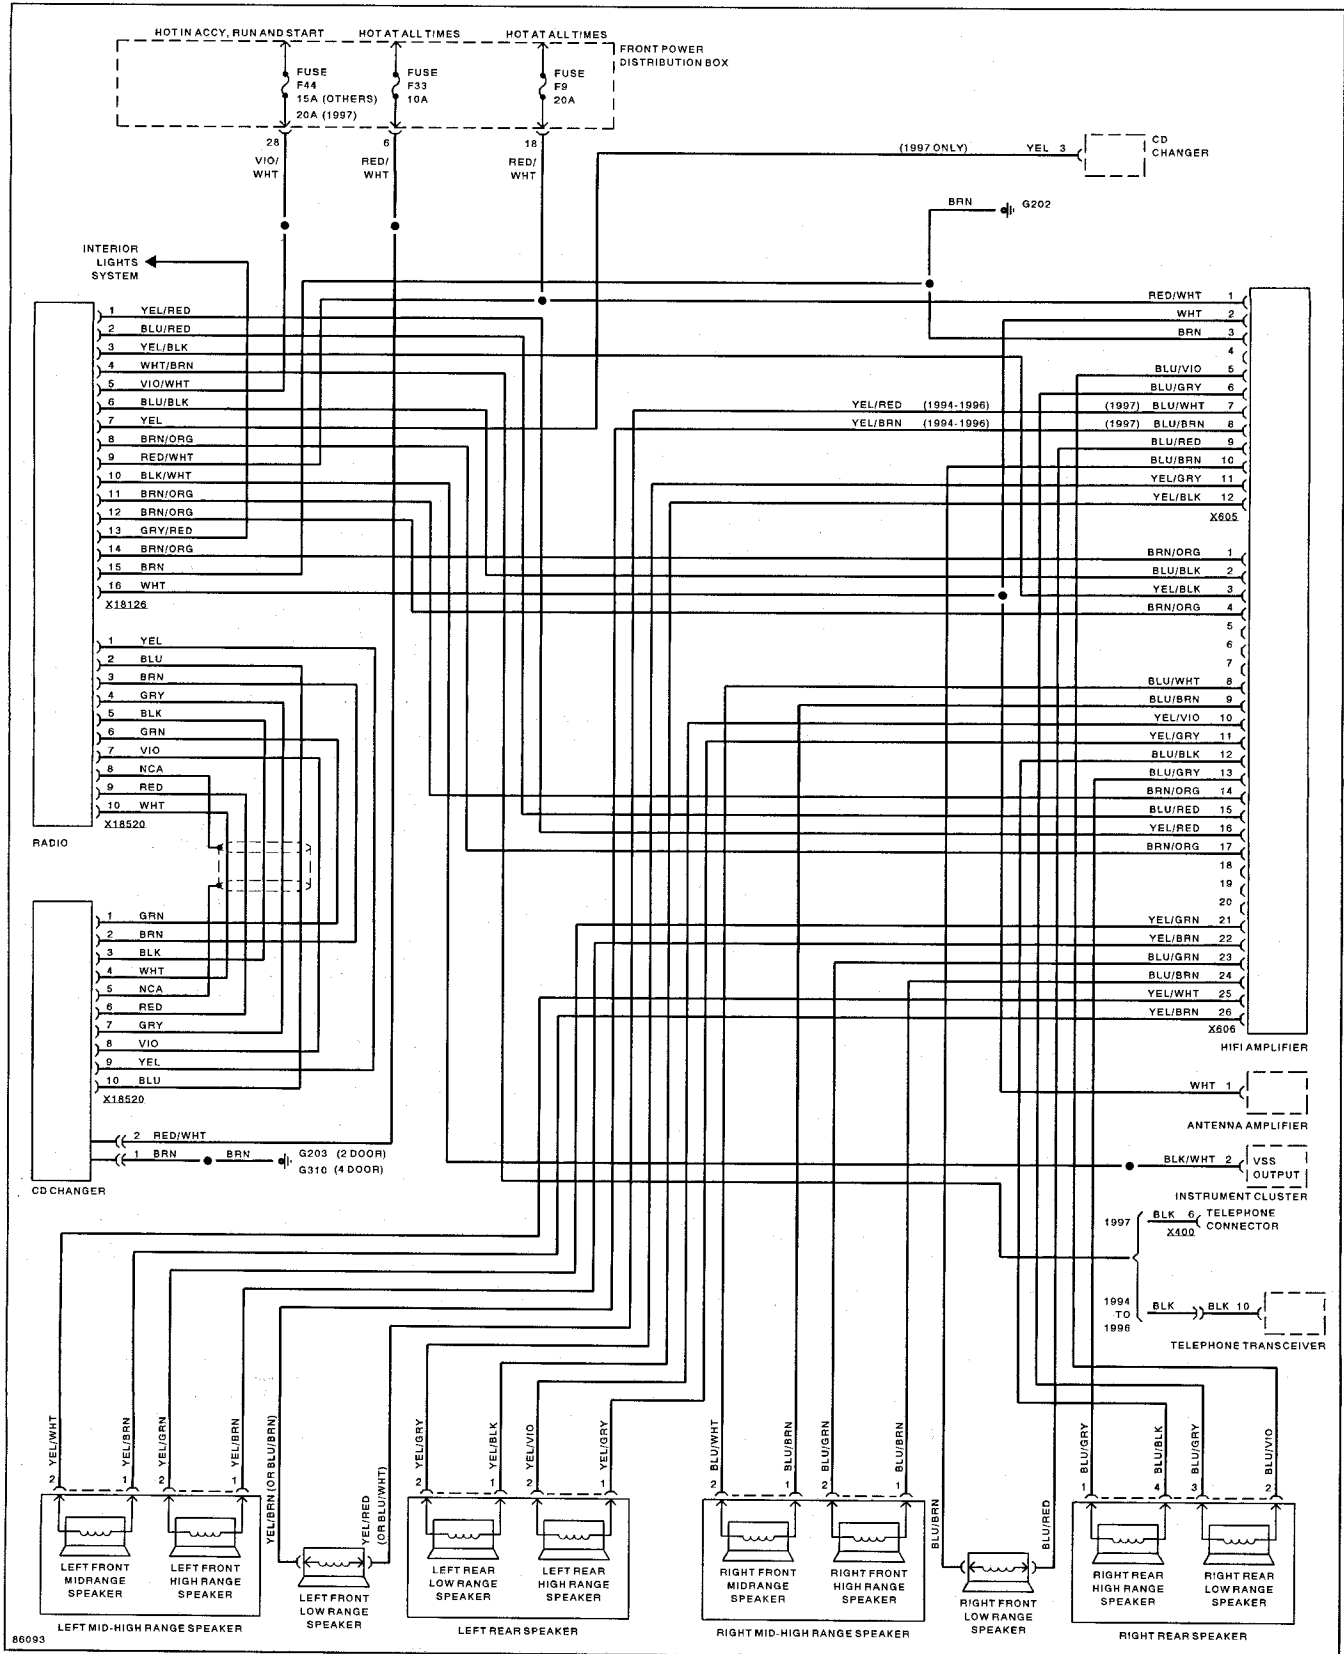 HOT IN ACCY, RUN AND START
HOT AT ALL TIMES
HOT AT ALL TIMES
FRONT POWER
DISTRIBUTION BOX
FUSE
F44
15A (OTHERS)
20A (1997)
FUSE
F33
10A
FUSE
F9
20A
28
VIO/
WHT
6
RED/
WHT
18
RED/
WHT
(1997 ONLY) YEL 3
CD
CHANGER
BRN
G202
INTERIOR
LIGHTS
SYSTEM
1 YEL/RED
2 BLU/RED
3 YEL/BLK
4 WHT/BRN
5 VIO/WHT
6 BLU/BLK
7 YEL
8 BRN/ORG
9 RED/WHT
10 BLK/WHT
11 BRN/ORG
12 BRN/ORG
13 GRY/RED
14 BRN/ORG
15 BRN
16 WHT
X18126
1 YEL
2 BLU
3 BRN
4 GRY
5 BLK
6 GRN
7 VIO
8 NCA
9 RED
10 WHT
X18520
RADIO
1 GRN
2 BRN
3 BLK
4 WHT
5 NCA
6 RED
7 GRY
8 VIO
9 YEL
10 BLU
X18520
2 RED/WHT
1 BRN
BRN
G203 (2 DOOR)
G310 (4 DOOR)
CD CHANGER
RED/WHT 1
WHT 2
BRN 3
4
BLU/VIO 5
BLU/GRY 6
YEL/RED (1994-1996) (1997) BLU/WHT 7
YEL/BRN (1994-1996) (1997) BLU/BRN 8
BLU/RED 9
BLU/BRN 10
YEL/GRY 11
YEL/BLK 12
X605
BRN/ORG 1
BLU/BLK 2
YEL/BLK 3
BRN/ORG 4
5
6
7
BLU/WHT 8
BLU/BRN 9
YEL/VIO 10
YEL/GRY 11
BLU/BLK 12
BLU/GRY 13
BRN/ORG 14
BLU/RED 15
YEL/RED 16
BRN/ORG 17
18
19
20
YEL/GRN 21
YEL/BRN 22
BLU/GRN 23
BLU/BRN 24
YEL/WHT 25
YEL/BRN 26
X606
HIFI AMPLIFIER
WHT 1
ANTENNA AMPLIFIER
BLK/WHT 2
VSS
OUTPUT
INSTRUMENT CLUSTER
1997
BLK 6
X400
TELEPHONE
CONNECTOR
1994
TO
1996
BLK
BLK 10
TELEPHONE TRANSCEIVER
YEL/WHT
2
YEL/BRN
1
YEL/GRN
2
YEL/BRN
1
YEL/BRN (OR BLU/BRN)
YEL/RED
(OR BLU/WHT)
YEL/GRY
2
YEL/BLK
1
YEL/VIO
2
YEL/GRY
1
BLU/WHT
2
BLU/BRN
1
BLU/GRN
2
BLU/BRN
1
BLU/BRN
BLU/RED
BLU/GRY
1
BLU/BLK
4
BLU/GRY
3
BLU/VIO
2
LEFT FRONT
MIDRANGE
SPEAKER
LEFT FRONT
HIGH RANGE
SPEAKER
LEFT MID-HIGH RANGE SPEAKER
LEFT FRONT
LOW RANGE
SPEAKER
LEFT REAR
LOW RANGE
SPEAKER
LEFT REAR
HIGH RANGE
SPEAKER
LEFT REAR SPEAKER
RIGHT FRONT
MIDRANGE
SPEAKER
RIGHT FRONT
HIGH RANGE
SPEAKER
RIGHT MID-HIGH RANGE SPEAKER
RIGHT FRONT
LOW RANGE
SPEAKER
RIGHT REAR
HIGH RANGE
SPEAKER
RIGHT REAR
LOW RANGE
SPEAKER
RIGHT REAR SPEAKER
86093